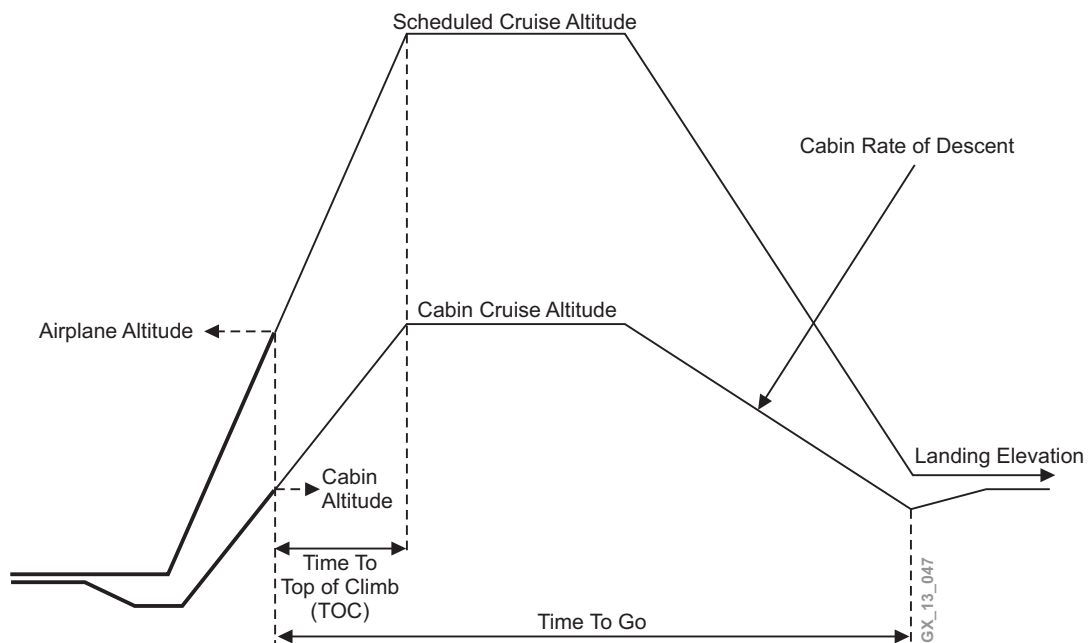 Scheduled Cruise Altitude
Cabin Rate of Descent
Cabin Cruise Altitude
Airplane Altitude
Landing Elevation
Cabin
Altitude
Time To
Top of Climb
(TOC)
Time To Go
GX_13_047